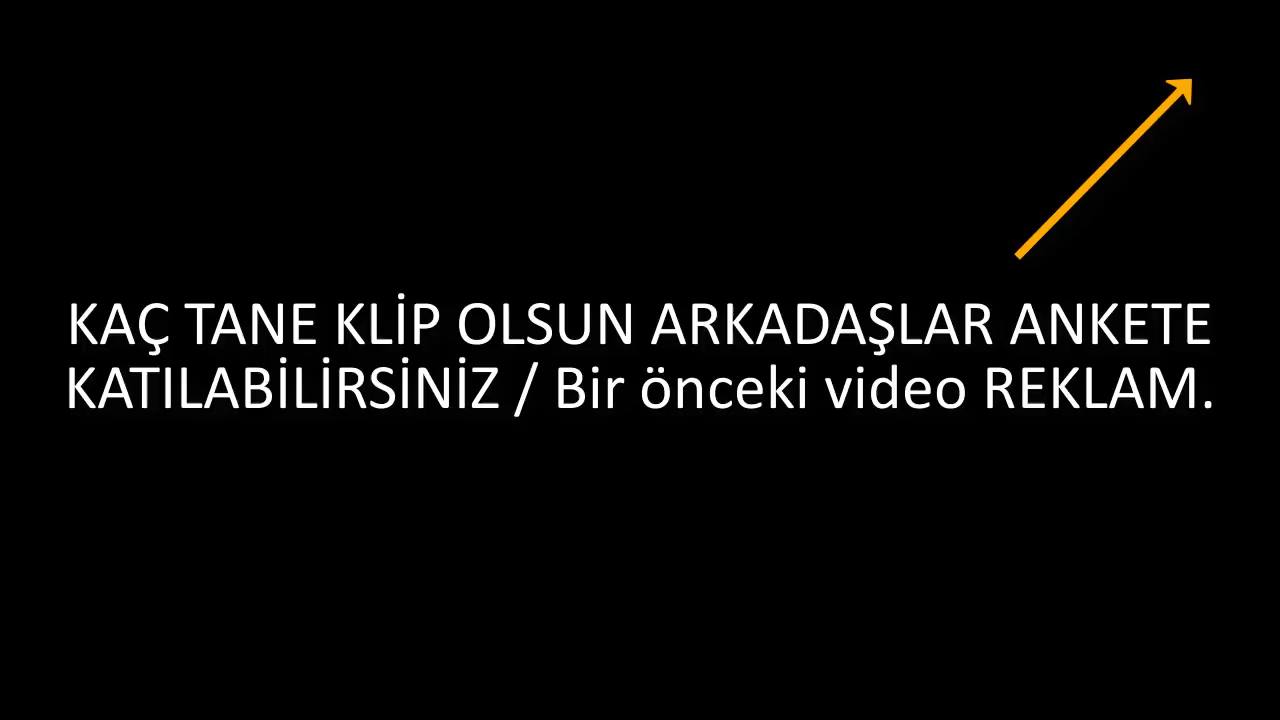 KAÇ TANE KLİP OLSUN ARKADAŞLAR ANKETE
KATILABİLİRSİNİZ / Bir önceki video REKLAM.